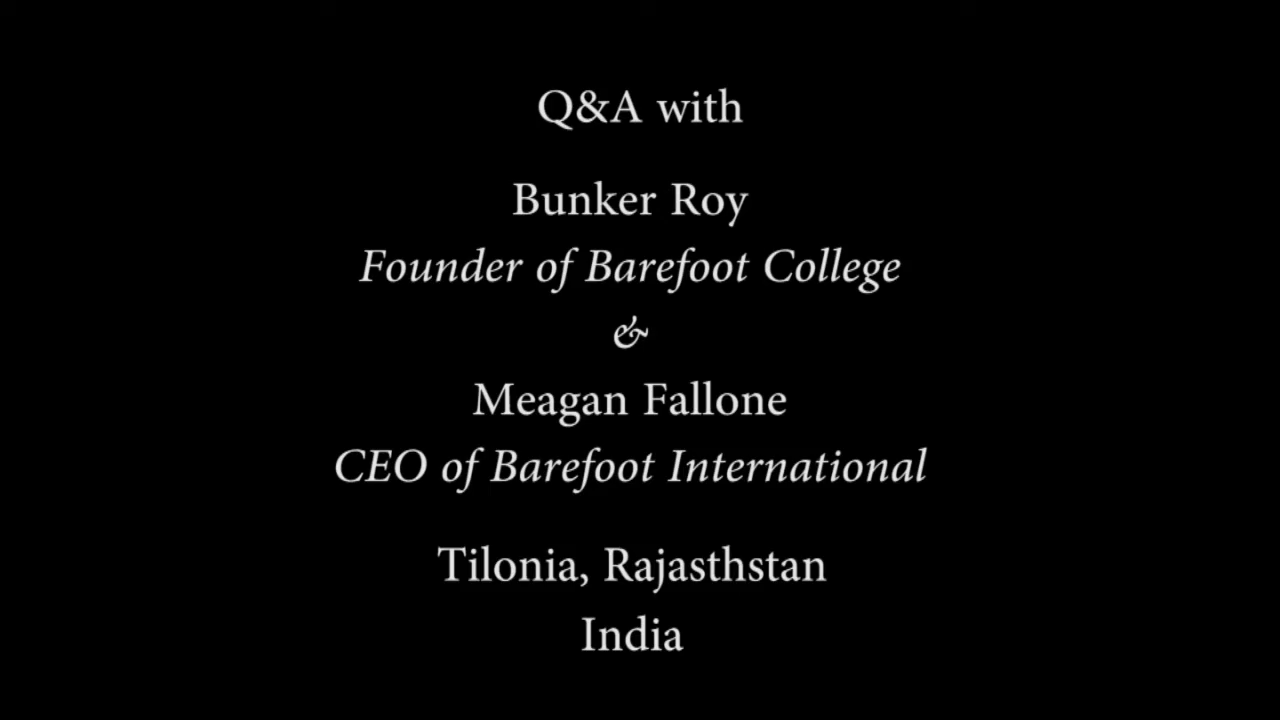 Q&A with
Bunker Roy
Founder of Barefoot College
&
Meagan Fallone
CEO of Barefoot International
Tilonia, Rajasthstan
India